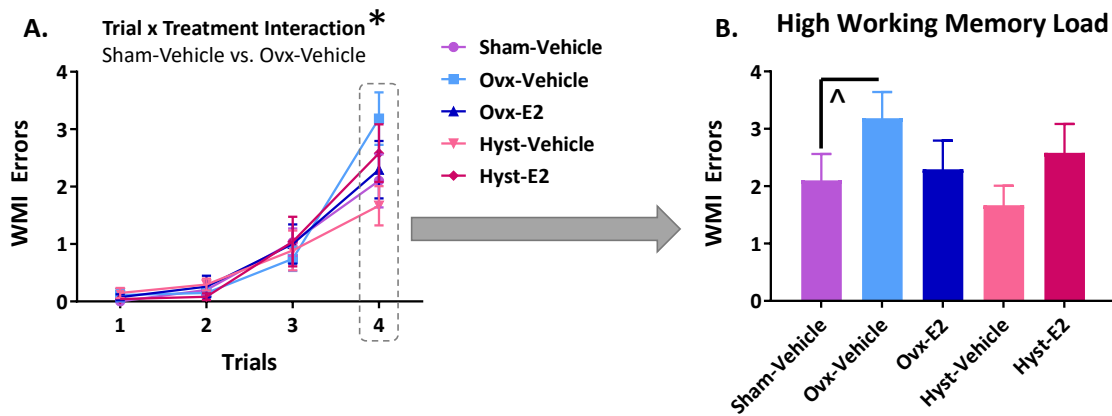 A.
Trial x Treatment Interaction *
Sham-Vehicle vs. Ovx-Vehicle
WMI Errors
4
3
2
1
0
1 2 3 4
Trials
Sham-Vehicle
Ovx-Vehicle
Ovx-E2
Hyst-Vehicle
Hyst-E2
B.
High Working Memory Load
WMI Errors
4
3
2
1
0
^
Sham-Vehicle
Ovx-Vehicle
Ovx-E2
Hyst-Vehicle
Hyst-E2